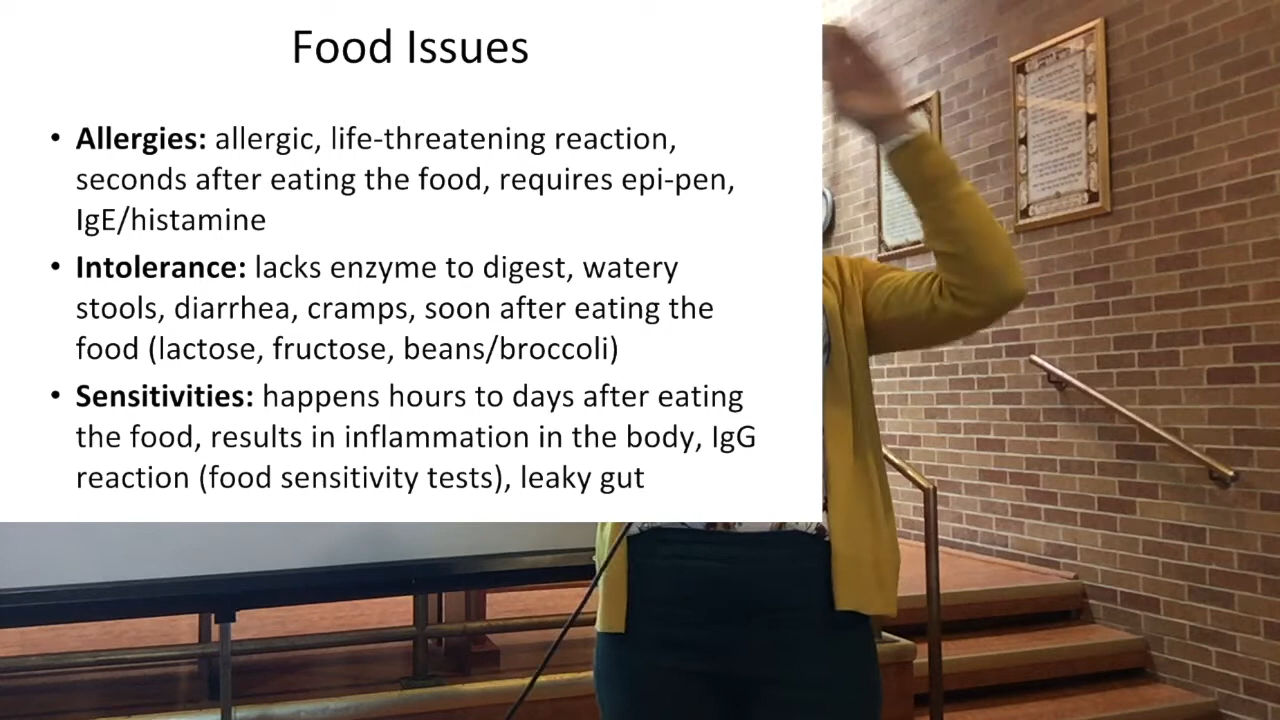 Food Issues
• Allergies: allergic, life-threatening reaction,
seconds after eating the food, requires epi-pen,
IgE/histamine
• Intolerance: lacks enzyme to digest, watery
stools, diarrhea, cramps, soon after eating the
food (lactose, fructose, beans/broccoli)
• Sensitivities: happens hours to days after eating
the food, results in inflammation in the body, IgG
reaction (food sensitivity tests), leaky gut